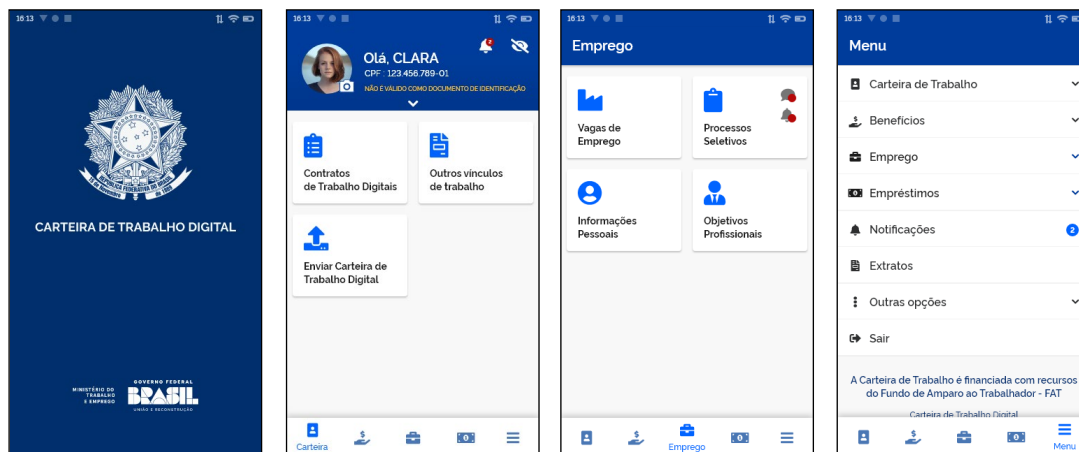 16:13
CARTEIRA DE TRABALHO DIGITAL
MINISTÉRIO DO
TRABALHO
E EMPREGO
GOVERNO FEDERAL
BRASIL
UNIÃO E RECONSTRUÇÃO
16:13
2
Olá, CLARA
CPF : 123.456.789-01
NÃO É VÁLIDO COMO DOCUMENTO DE IDENTIFICAÇÃO
Contratos
de Trabalho Digitais
Outros vínculos
de trabalho
Enviar Carteira de
Trabalho Digital
Carteira
16:13
Emprego
Vagas de
Emprego
Processos
Seletivos
Informações
Pessoais
Objetivos
Profissionais
Emprego
16:13
Menu
Carteira de Trabalho
Benefícios
Emprego
Empréstimos
Notificações
2
Extratos
Outras opções
Sair
A Carteira de Trabalho é financiada com recursos
do Fundo de Amparo ao Trabalhador - FAT
Carteira de Trabalho Digital
Menu